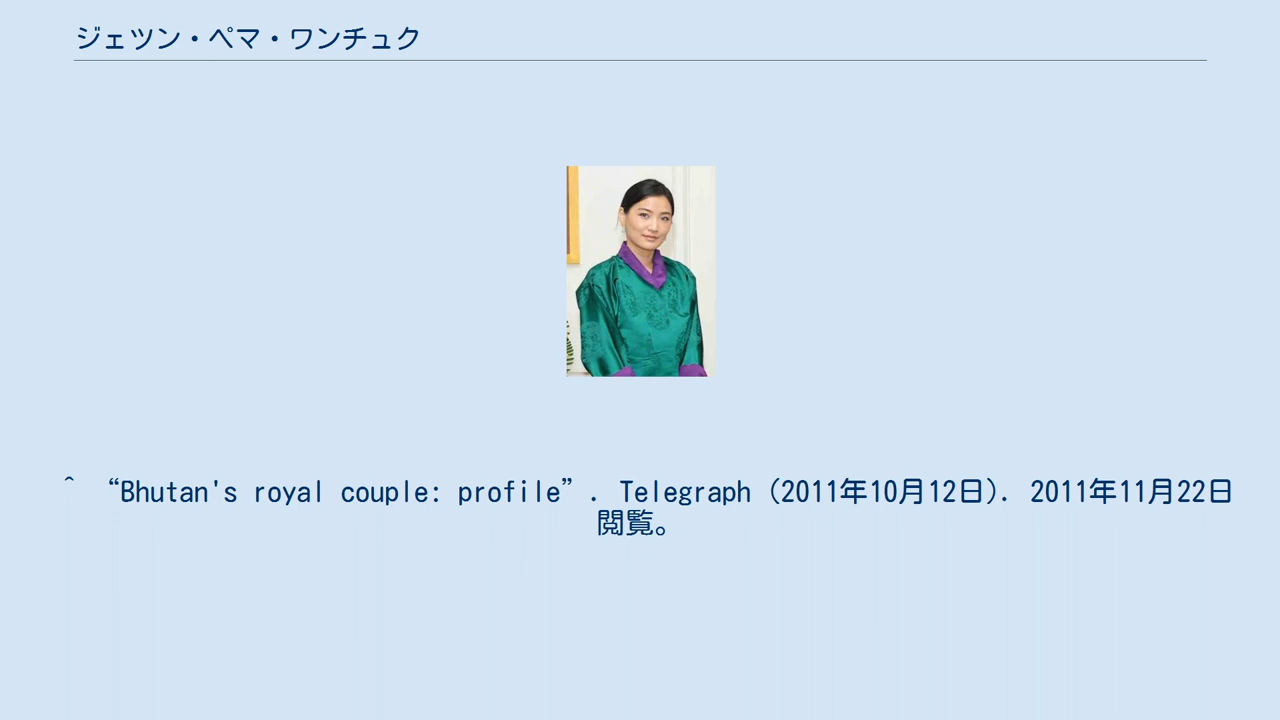 ジェツン・ペマ・ワンチュク
^ “Bhutan's royal couple: profile”. Telegraph (2011年10月12日). 2011年11月22日
閲覧。